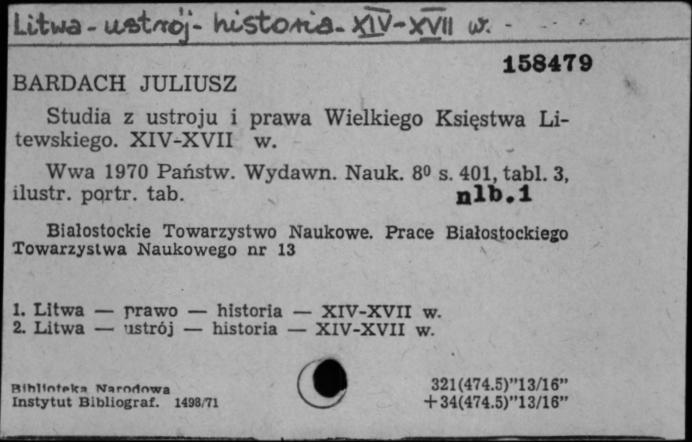 Litwa - ustrój - historia - XIV-XVII w. -
158479
BARDACH JULIUSZ
Studia z ustroju i prawa Wielkiego Księstwa Li-
tewskiego. XIV-XVII w.
Wwa 1970 Państw. Wydawn. Nauk. 8⁰ s. 401, tabl. 3,
ilustr. portr. tab. nlb.1
Białostockie Towarzystwo Naukowe. Prace Białostockiego
Towarzystwa Naukowego nr 13
1. Litwa — prawo — historia — XIV-XVII w.
2. Litwa — ustrój — historia — XIV-XVII w.
Biblioteka Narodowa
Instytut Bibliograf. 1498/71
321(474.5)”13/16”
+34(474.5)”13/16”